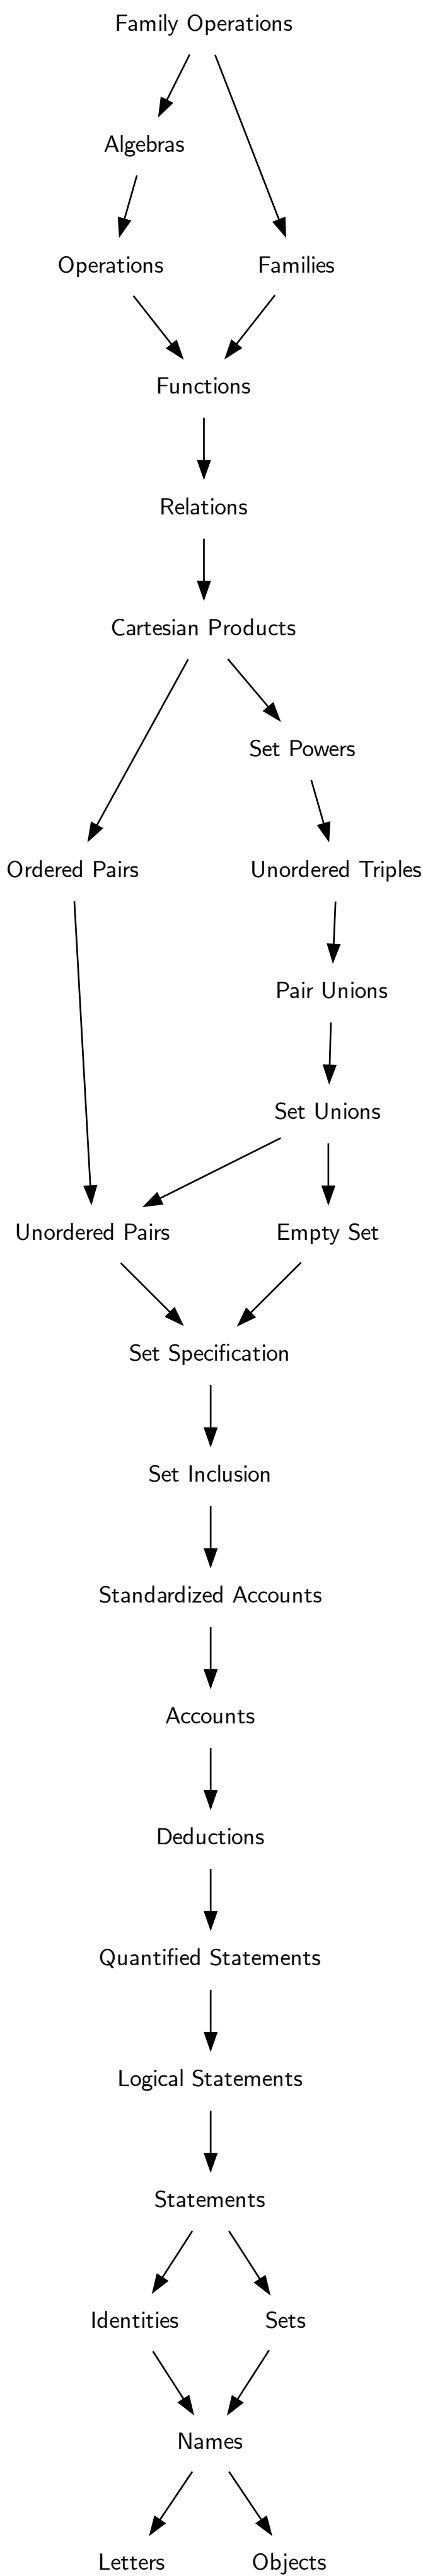 Family Operations
Algebras
Operations
Families
Functions
Relations
Cartesian Products
Set Powers
Ordered Pairs
Unordered Triples
Pair Unions
Set Unions
Unordered Pairs
Empty Set
Set Specification
Set Inclusion
Standardized Accounts
Accounts
Deductions
Quantified Statements
Logical Statements
Statements
Identities
Sets
Names
Letters
Objects